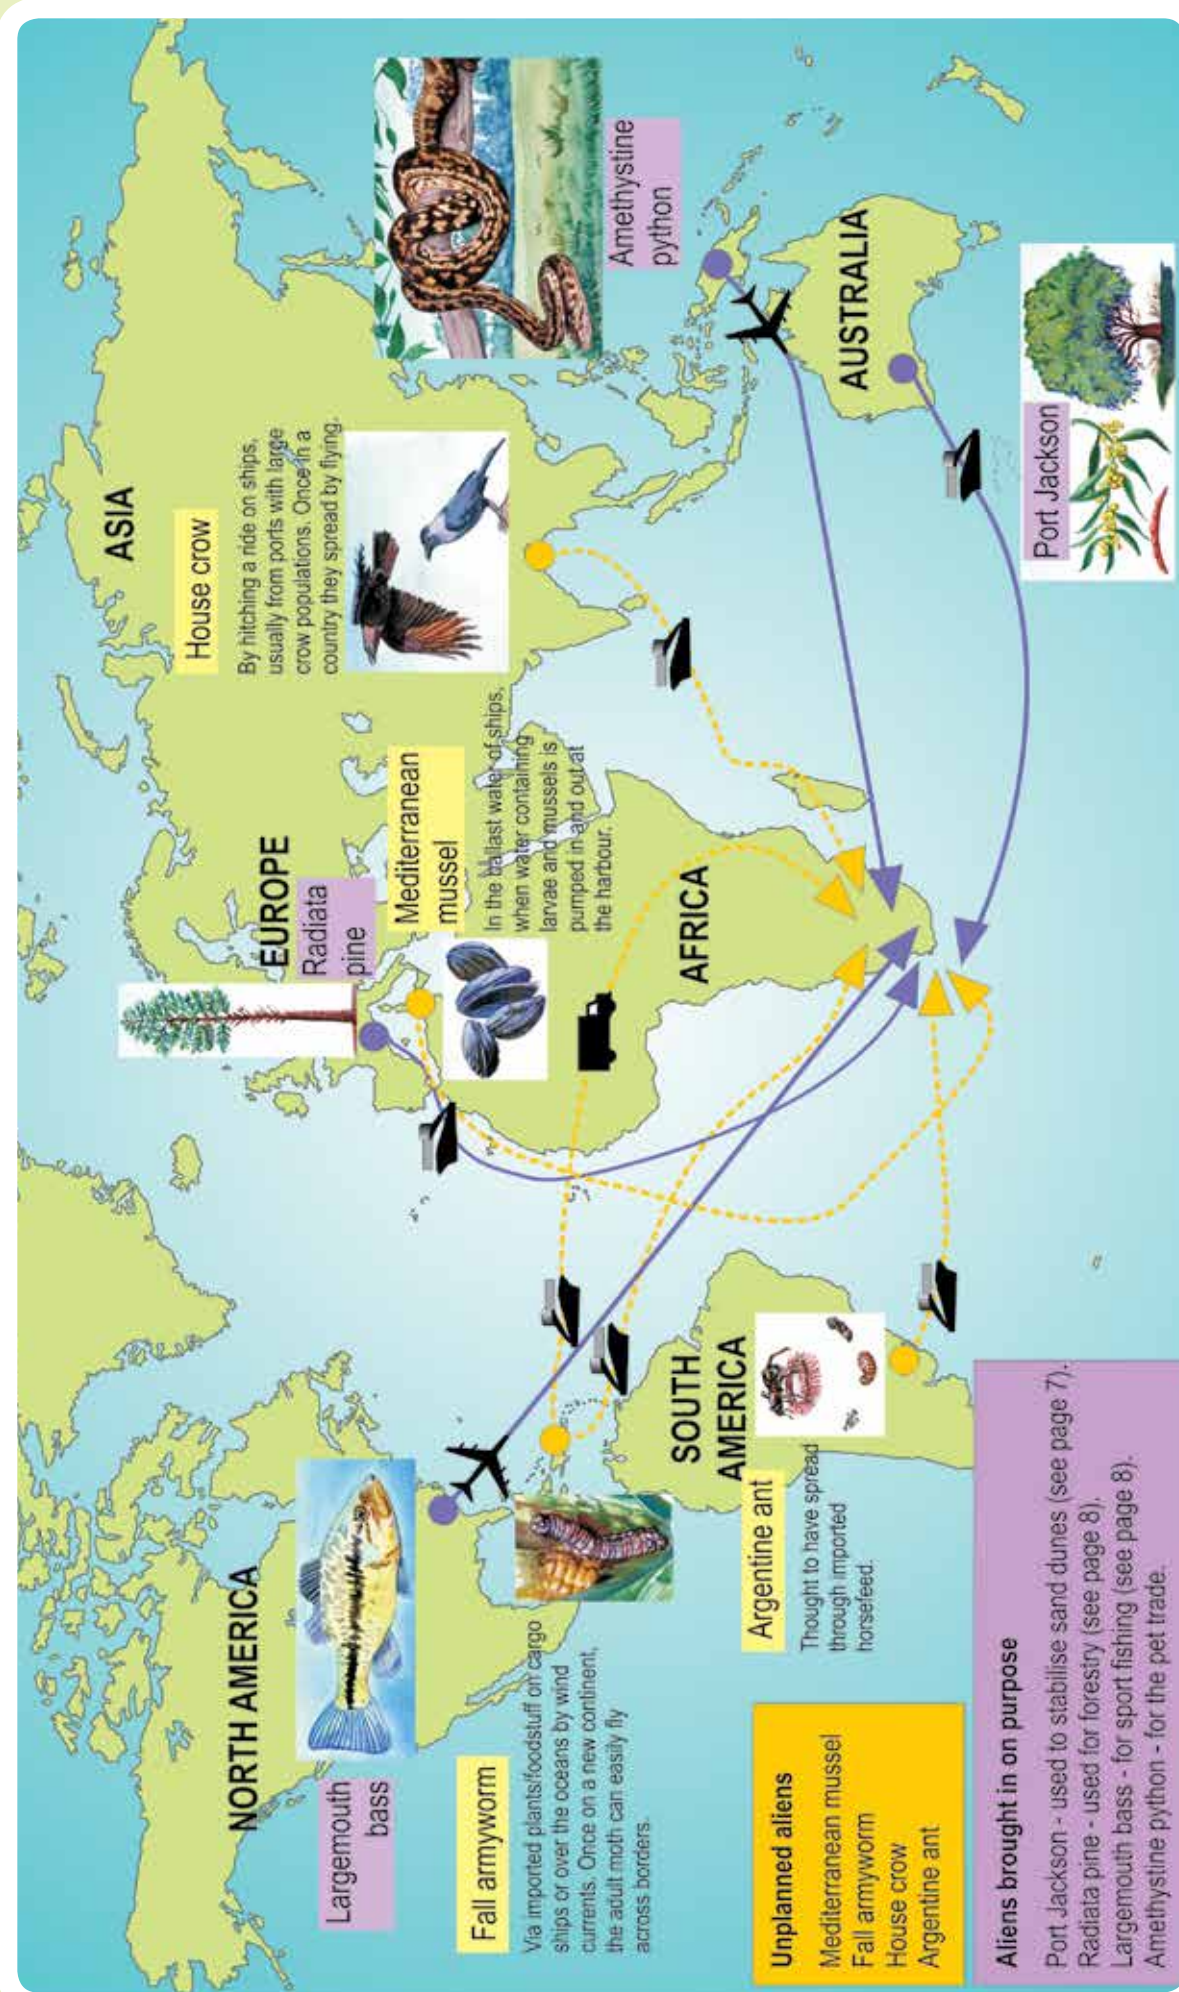 NORTH AMERICA
Largemouth
bass
Fall armyworm
Via imported plants/foodstuff on cargo
ships or over the oceans by wind
currents. Once on a new continent,
the adult moth can easily fly
across borders.
EUROPE
Radiata
pine
Mediterranean
mussel
In the ballast water of ships,
when water containing
larvae and mussels is
pumped in and out at
the harbour.
ASIA
House crow
By hitching a ride on ships,
usually from ports with large
crow populations. Once in a
country they spread by flying.
Amethystine
python
SOUTH
AMERICA
Argentine ant
Thought to have spread
through imported
horsefeed.
AFRICA
AUSTRALIA
Port Jackson
Unplanned aliens
Mediterranean mussel
Fall armyworm
House crow
Argentine ant
Aliens brought in on purpose
Port Jackson - used to stabilise sand dunes (see page 7).
Radiata pine - used for forestry (see page 8).
Largemouth bass - for sport fishing (see page 8).
Amethystine python - for the pet trade.